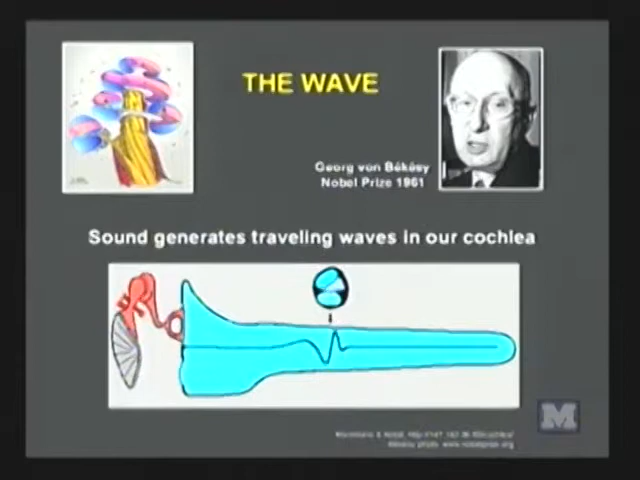 THE WAVE
Georg von Békésy
Nobel Prize 1961
Sound generates traveling waves in our cochlea
M